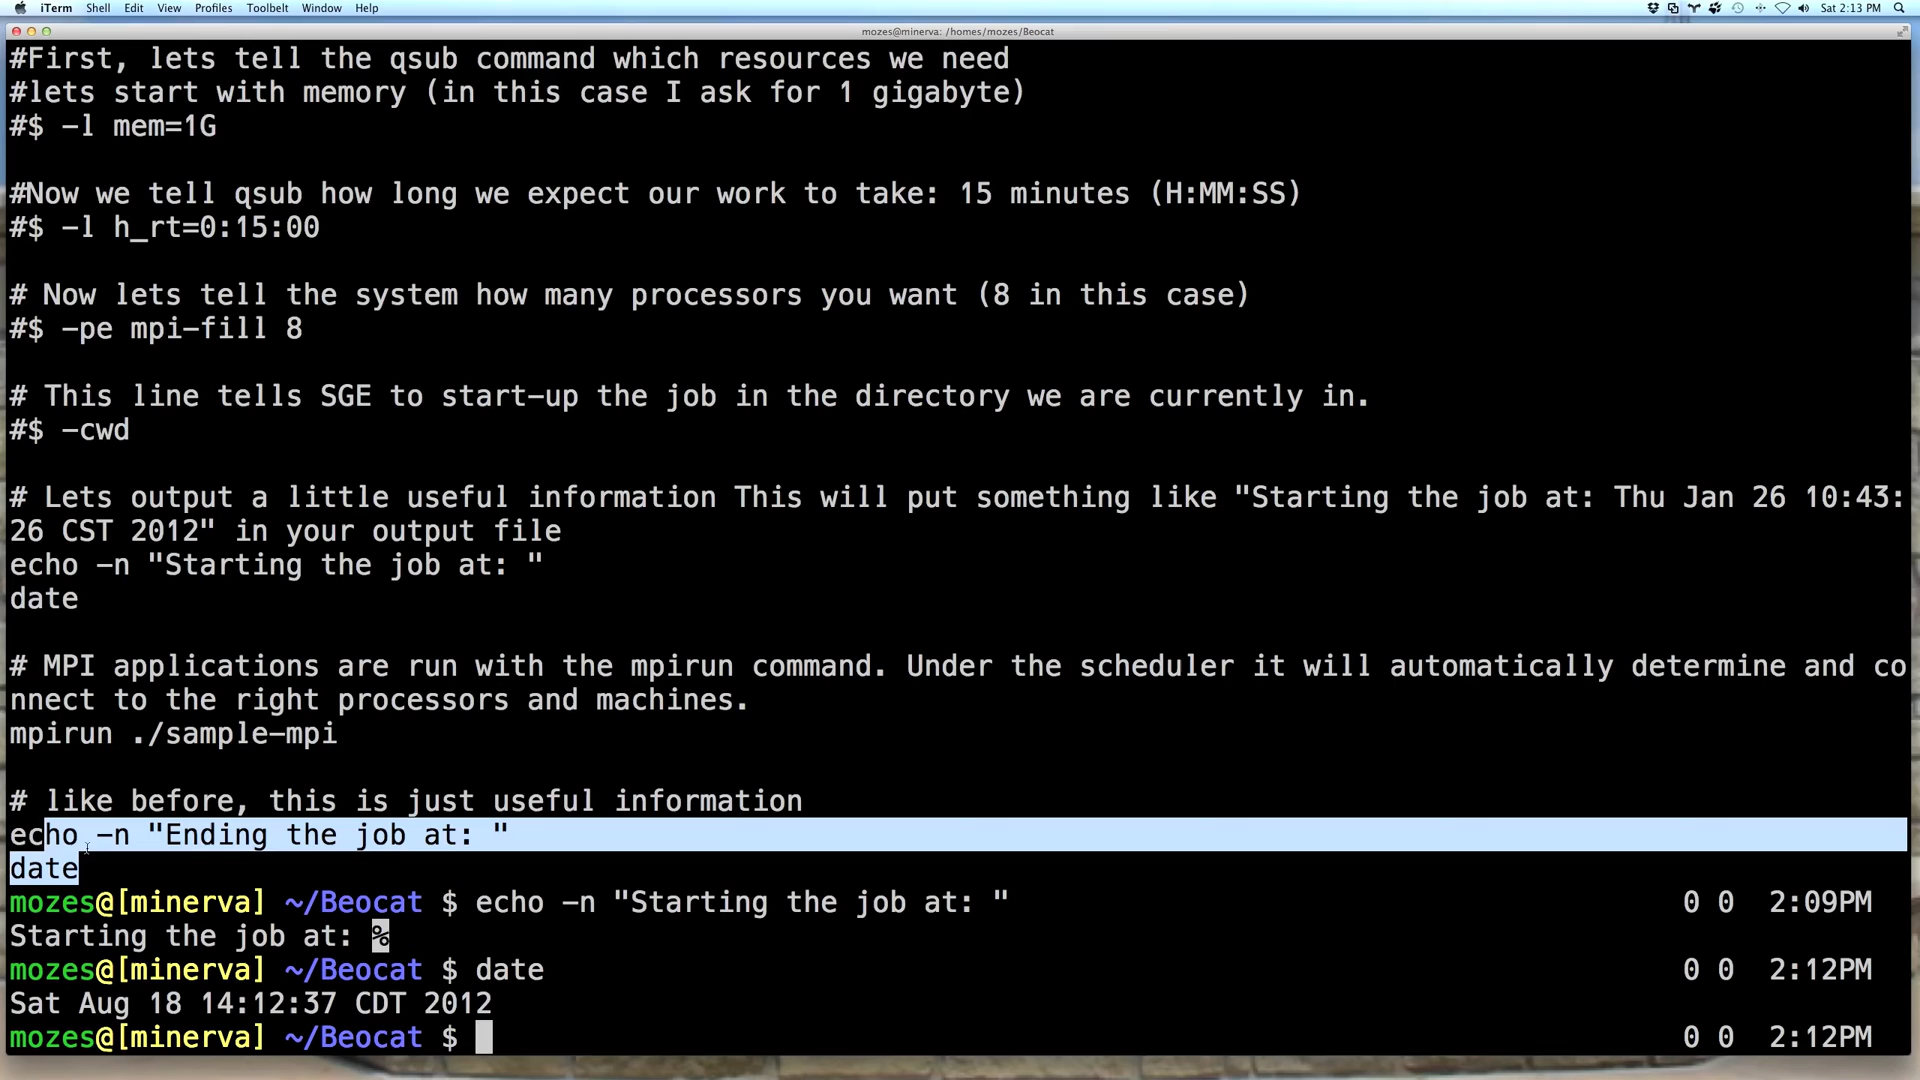 iTerm Shell Edit View Profiles Toolbelt Window Help Sat 2:13 PM
mozes@minerva: /homes/mozes/Beocat
#First, lets tell the qsub command which resources we need
#lets start with memory (in this case I ask for 1 gigabyte)
#$ -l mem=1G
#Now we tell qsub how long we expect our work to take: 15 minutes (H:MM:SS)
#$ -l h_rt=0:15:00
# Now lets tell the system how many processors you want (8 in this case)
#$ -pe mpi-fill 8
# This line tells SGE to start-up the job in the directory we are currently in.
#$ -cwd
# Lets output a little useful information This will put something like "Starting the job at: Thu Jan 26 10:43:
26 CST 2012" in your output file
echo -n "Starting the job at: "
date
# MPI applications are run with the mpirun command. Under the scheduler it will automatically determine and co
nnect to the right processors and machines.
mpirun ./sample-mpi
# like before, this is just useful information
echo -n "Ending the job at: "
date
mozes@[minerva] ~/Beocat $ echo -n "Starting the job at: " 0 0 2:09PM
Starting the job at: %
mozes@[minerva] ~/Beocat $ date 0 0 2:12PM
Sat Aug 18 14:12:37 CDT 2012
mozes@[minerva] ~/Beocat $ 0 0 2:12PM